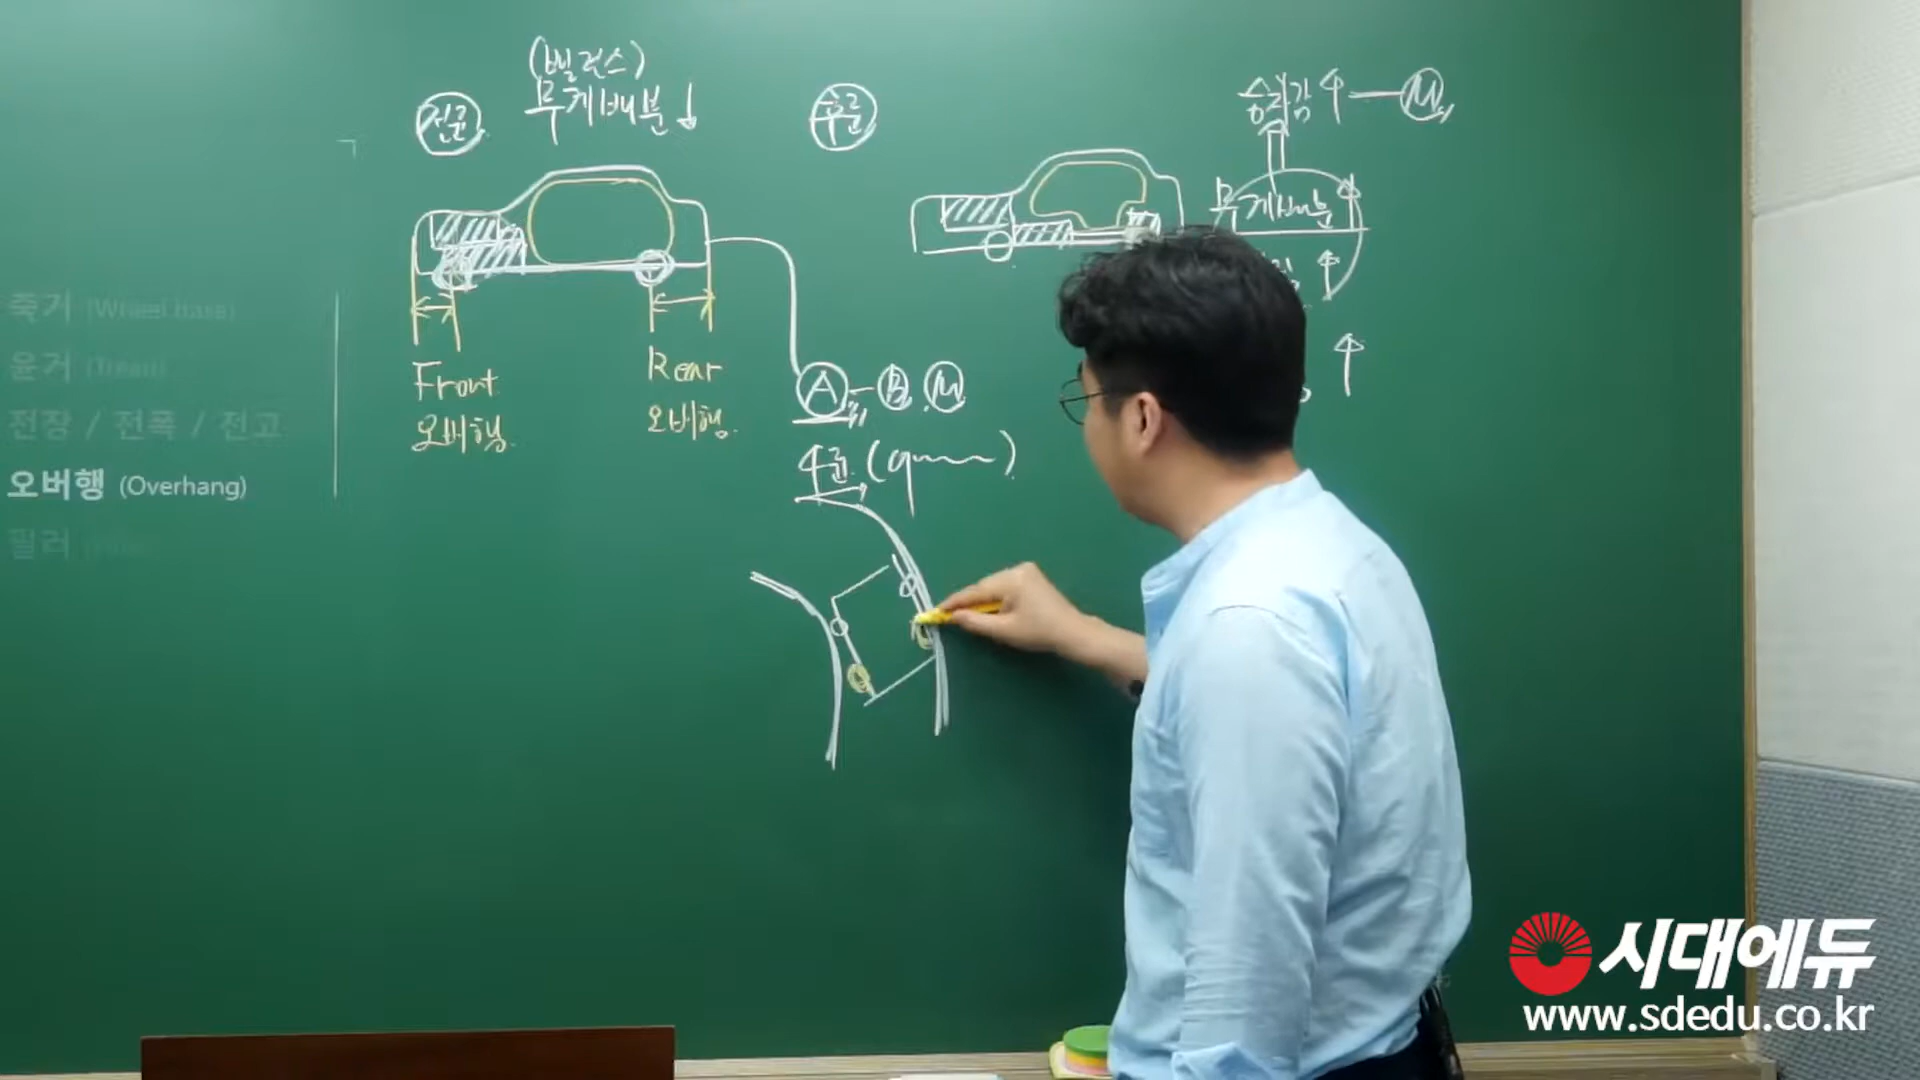 (밸런스)
전륜
무게배분↓
후륜
승차감 ↑ — Ⓜ
무게배분 ↑
축거 (Wheel base)
윤거 (Tread)
전장 / 전폭 / 전고
오버행 (Overhang)
필러
Front
오버행
Rear
오버행
Ⓐ - Ⓑ. Ⓜ
4륜. (q
시대에듀
www.sdedu.co.kr